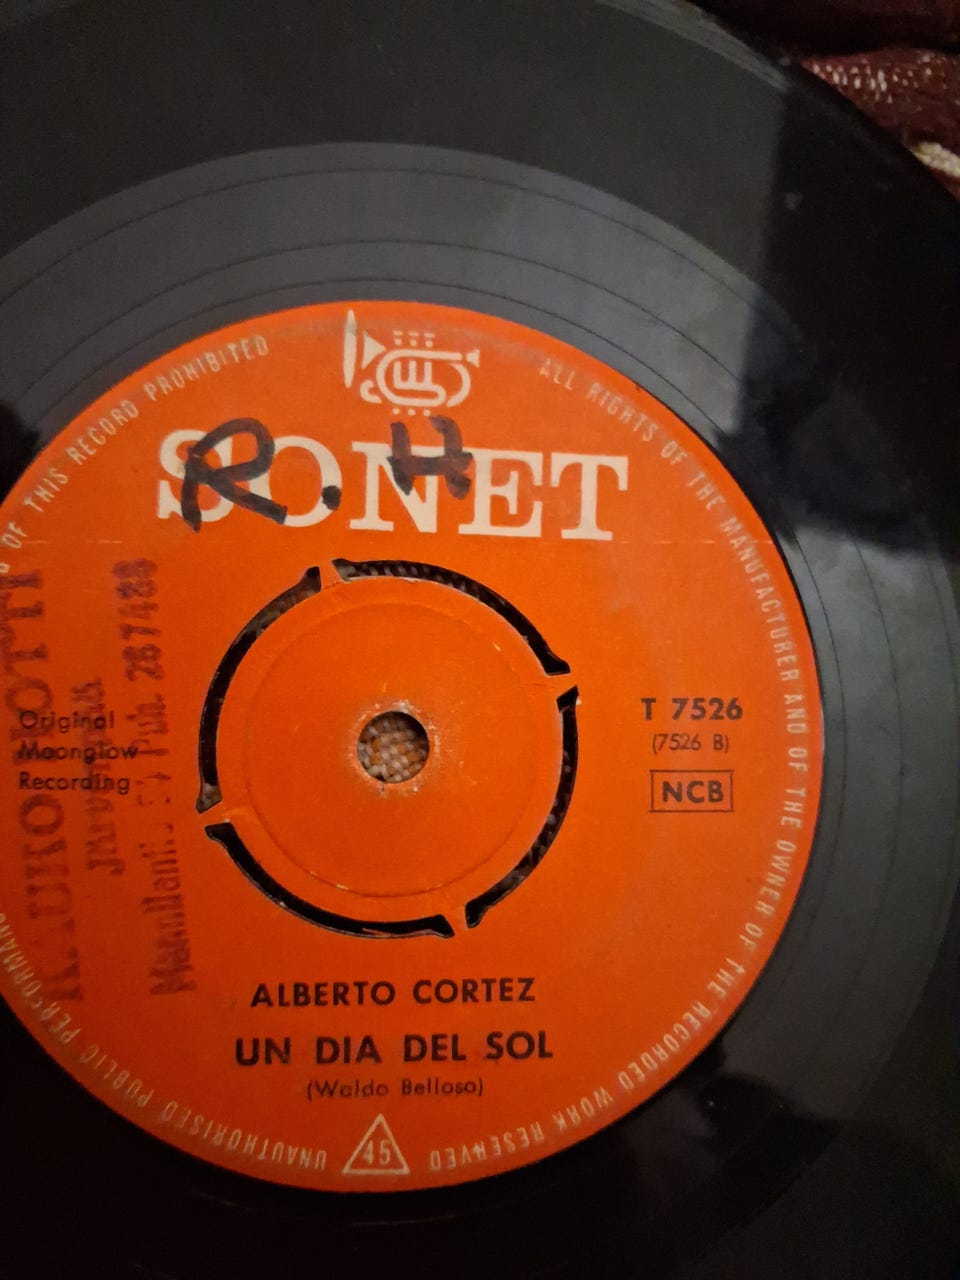 ALL RIGHTS OF THE MANUFACTURER AND OF THE OWNER OF THE RECORDED WORK RESERVED
UNAUTHORISED PUBLIC OF THIS RECORD PROHIBITED
SONET
R. H
Original
Moonglow
Recording
T 7526
(7526 B)
NCB
287488
ALBERTO CORTEZ
UN DIA DEL SOL
(Waldo Belloso)
45